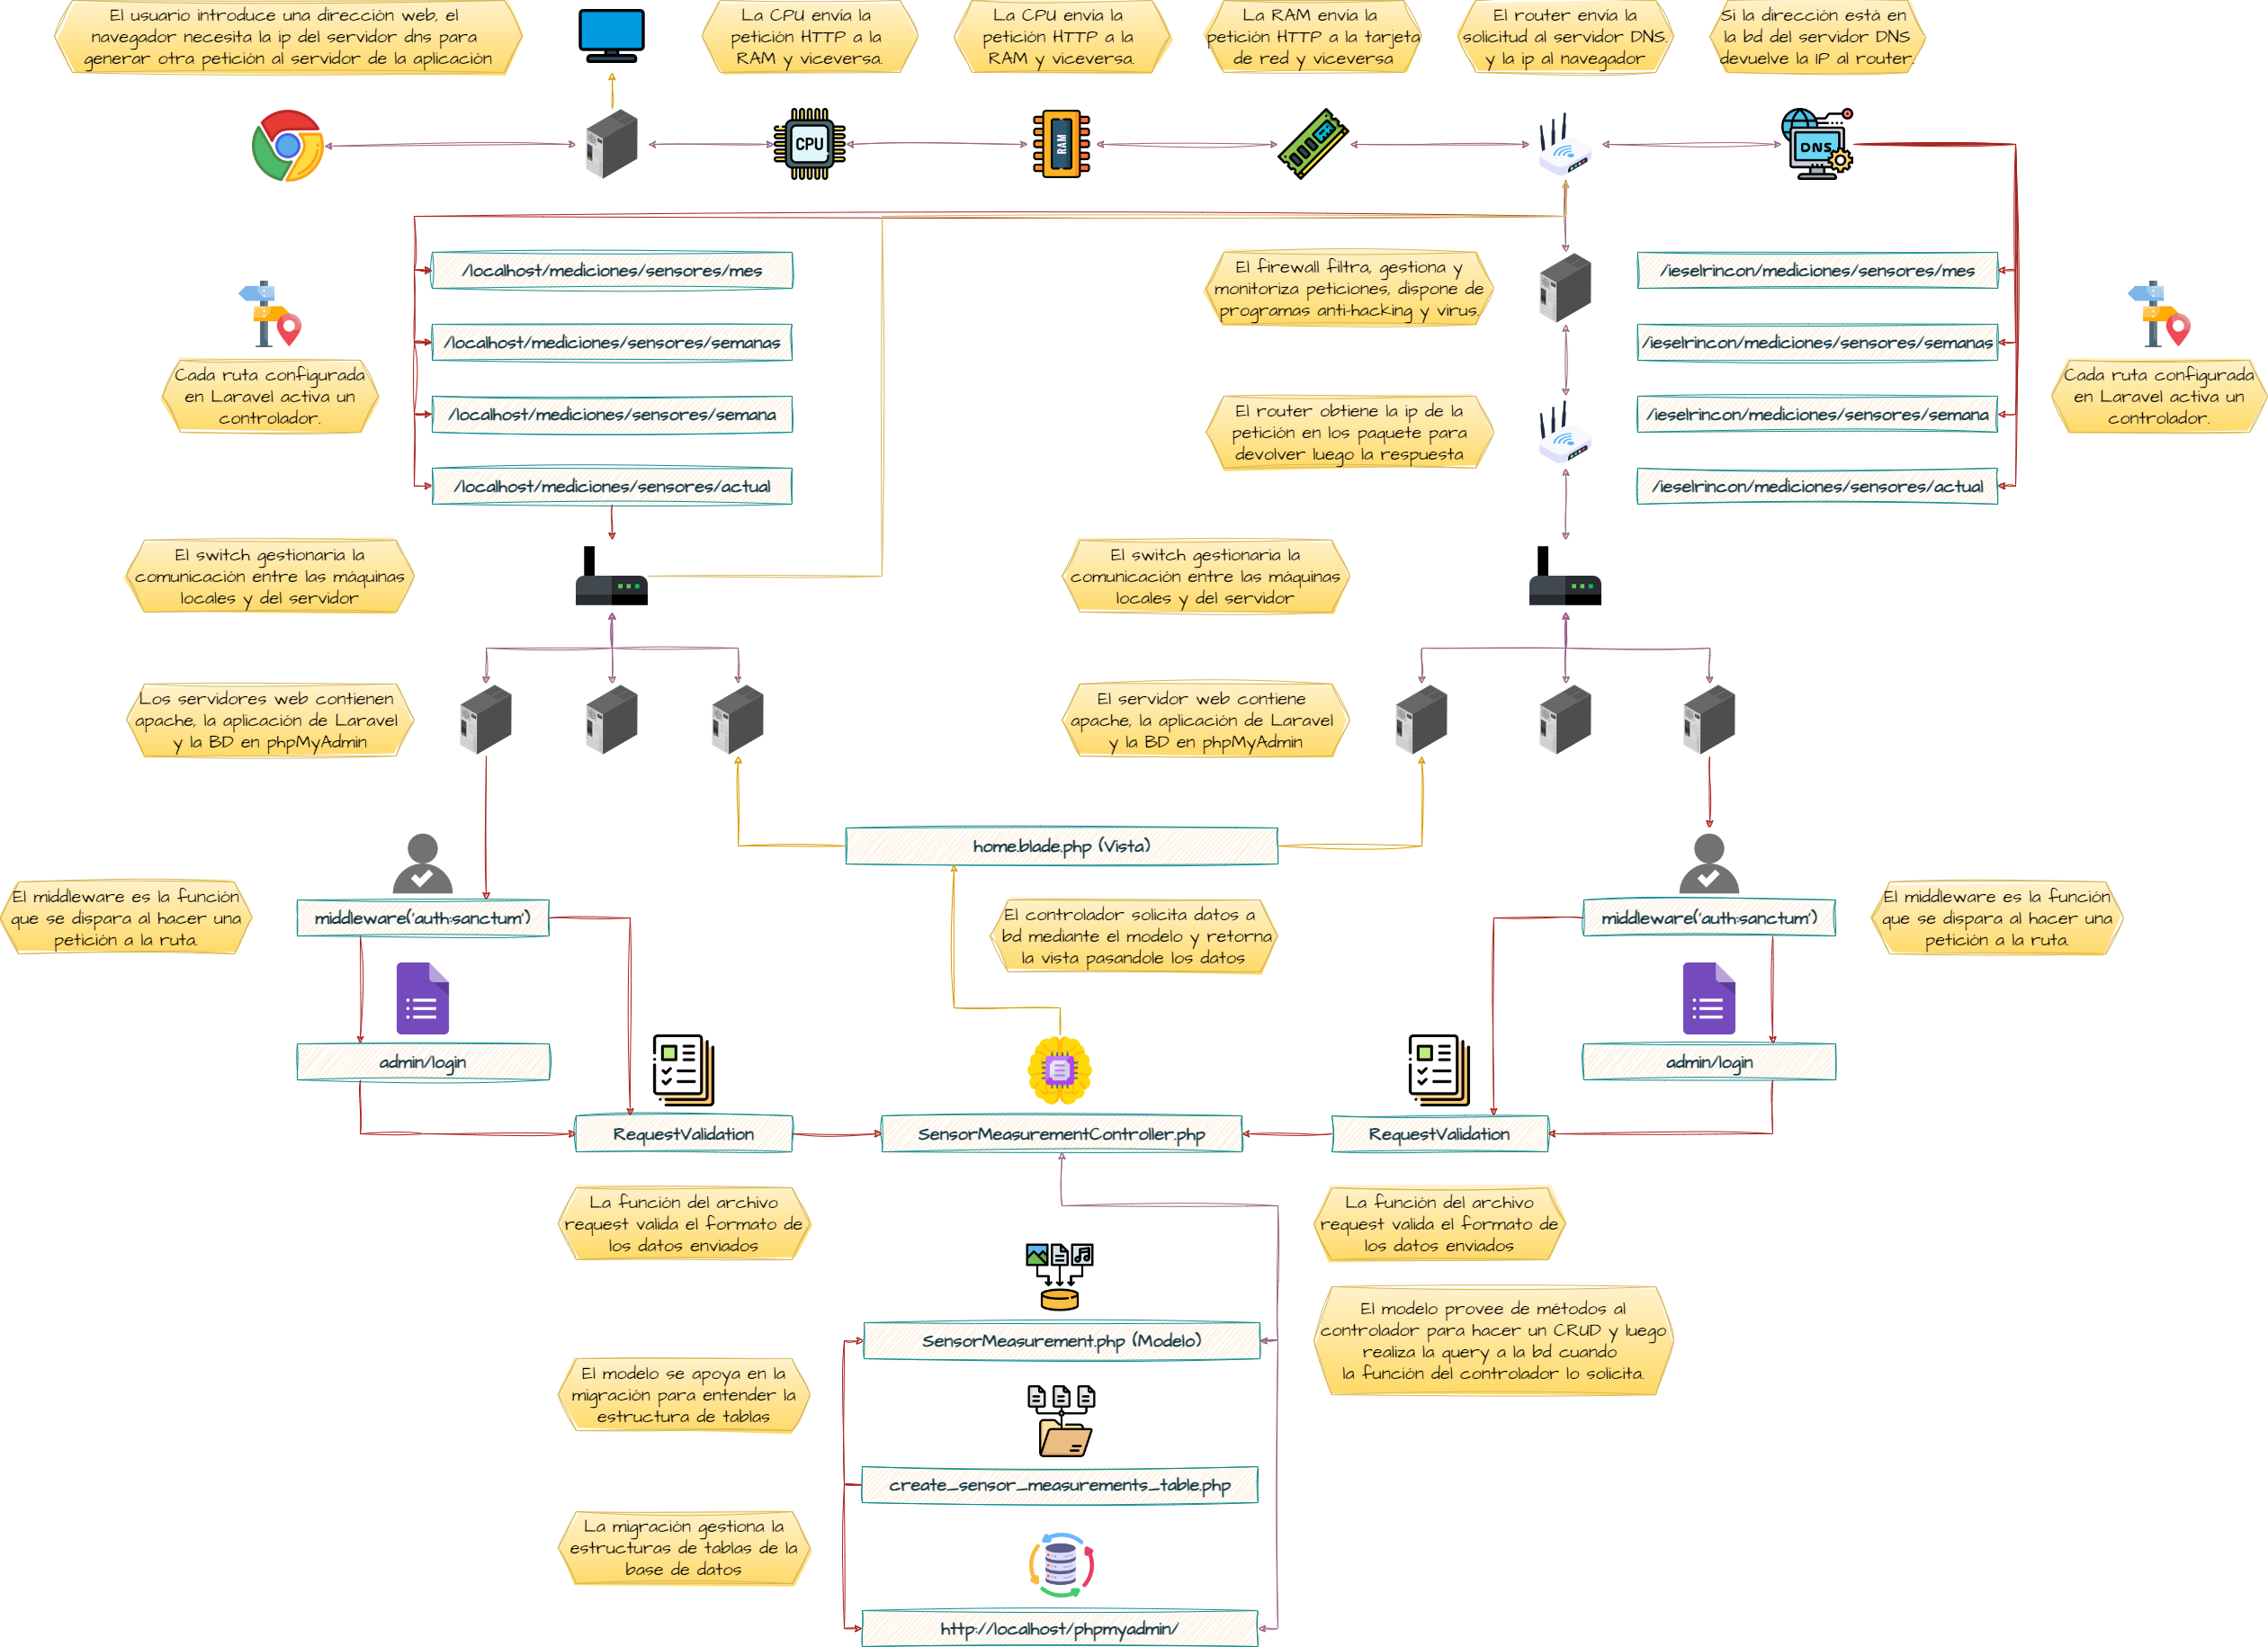 El usuario introduce una dirección web, el
navegador necesita la ip del servidor dns para
generar otra petición al servidor de la aplicación
La CPU envía la
petición HTTP a la
RAM y viceversa.
La CPU envía la
petición HTTP a la
RAM y viceversa.
La RAM envía la
petición HTTP a la tarjeta
de red y viceversa
El router envía la
solicitud al servidor DNS.
y la ip al navegador
Si la dirección está en
la bd del servidor DNS
devuelve la IP al router.
CPU
RAM
DNS
/localhost/mediciones/sensores/mes
/localhost/mediciones/sensores/semanas
/localhost/mediciones/sensores/semana
/localhost/mediciones/sensores/actual
Cada ruta configurada
en Laravel activa un
controlador.
El firewall filtra, gestiona y
monitoriza peticiones, dispone de
programas anti-hacking y virus.
El router obtiene la ip de la
petición en los paquete para
devolver luego la respuesta
/ieselrincon/mediciones/sensores/mes
/ieselrincon/mediciones/sensores/semanas
/ieselrincon/mediciones/sensores/semana
/ieselrincon/mediciones/sensores/actual
Cada ruta configurada
en Laravel activa un
controlador.
El switch gestionaria la
comunicación entre las máquinas
locales y del servidor
El switch gestionaria la
comunicación entre las máquinas
locales y del servidor
Los servidores web contienen
apache, la aplicación de Laravel
y la BD en phpMyAdmin
El servidor web contiene
apache, la aplicación de Laravel
y la BD en phpMyAdmin
home.blade.php (Vista)
El middleware es la función
que se dispara al hacer una
petición a la ruta.
middleware('auth:sanctum')
El controlador solicita datos a
bd mediante el modelo y retorna
la vista pasandole los datos
middleware('auth:sanctum')
El middleware es la función
que se dispara al hacer una
petición a la ruta.
admin/login
admin/login
RequestValidation
SensorMeasurementController.php
RequestValidation
La función del archivo
request valida el formato de
los datos enviados
La función del archivo
request valida el formato de
los datos enviados
SensorMeasurement.php (Modelo)
El modelo provee de métodos al
controlador para hacer un CRUD y luego
realiza la query a la bd cuando
la función del controlador lo solicita.
El modelo se apoya en la
migración para entender la
estructura de tablas
create_sensor_measurements_table.php
La migración gestiona la
estructuras de tablas de la
base de datos
http://localhost/phpmyadmin/